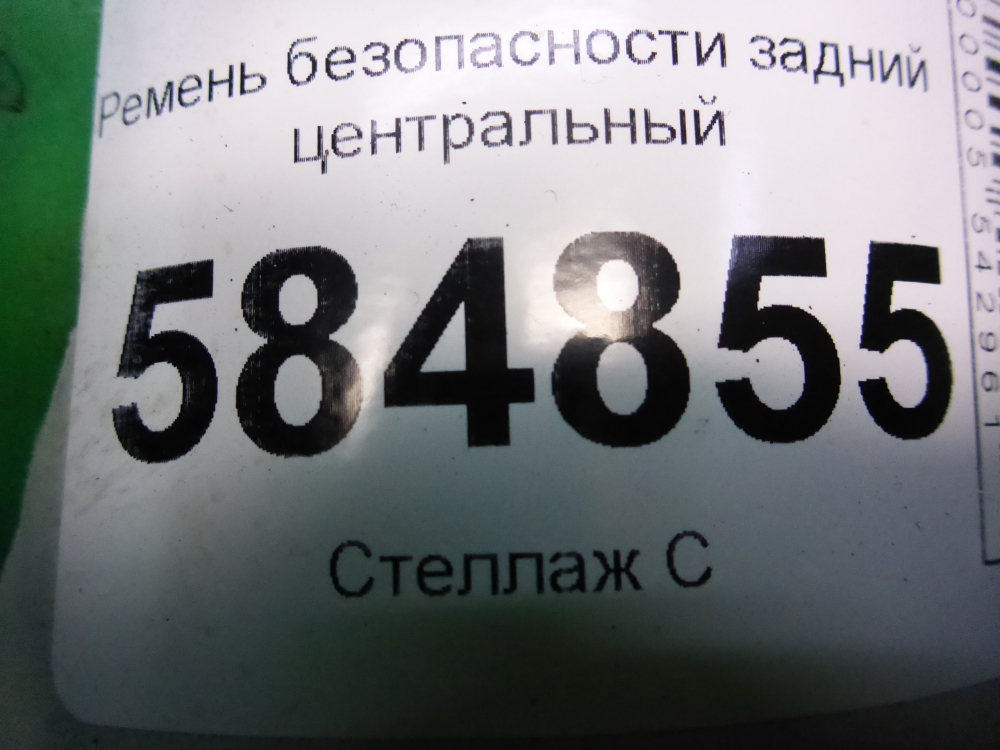 Ремень безопасности задний
центральный
584855
Стеллаж С